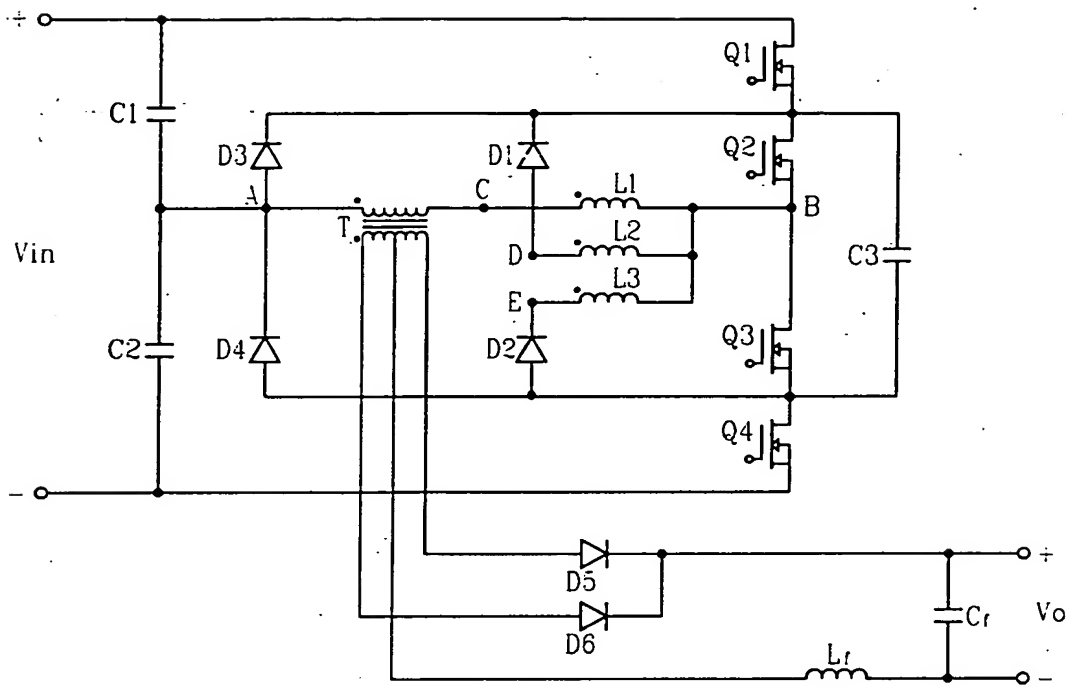 +
Q1
C1
D3
D1
Q2
A
C
L1
B
T
L2
Vin
D
C3
L3
E
Q3
C2
D4
D2
Q4
-
D5
+
D6
Cf
Vo
Lf
-